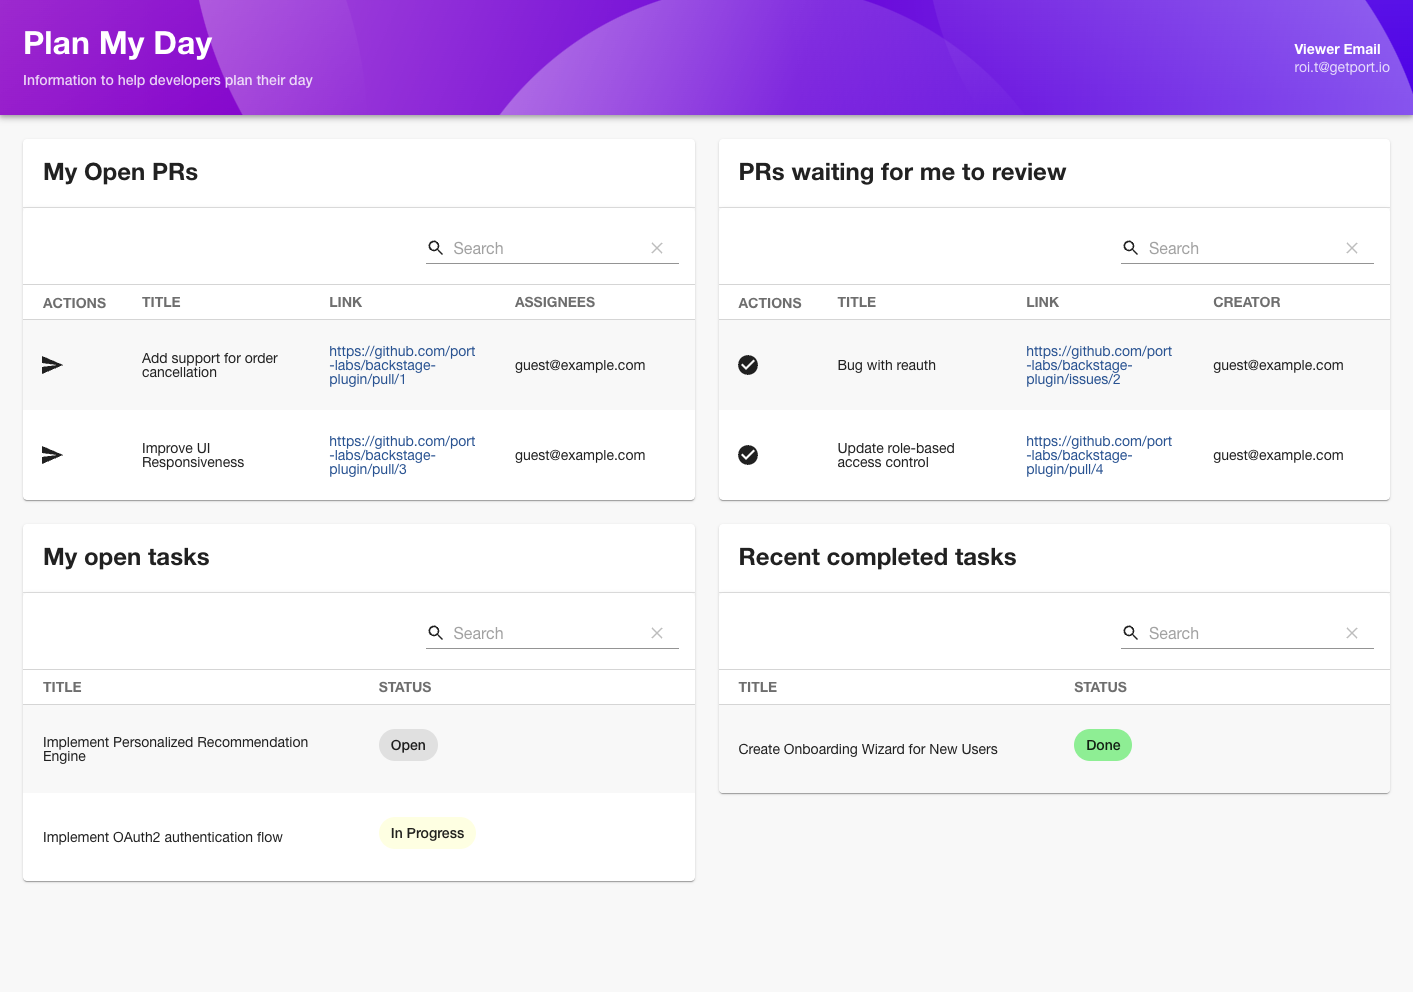 Plan My Day
Information to help developers plan their day
Viewer Email
roi.t@getport.io
My Open PRs
Search
ACTIONS TITLE LINK ASSIGNEES
Add support for order
cancellation
https://github.com/port
-labs/backstage-
plugin/pull/1
guest@example.com
Improve UI
Responsiveness
https://github.com/port
-labs/backstage-
plugin/pull/3
guest@example.com
PRs waiting for me to review
Search
ACTIONS TITLE LINK CREATOR
Bug with reauth
https://github.com/port
-labs/backstage-
plugin/issues/2
guest@example.com
Update role-based
access control
https://github.com/port
-labs/backstage-
plugin/pull/4
guest@example.com
My open tasks
Search
TITLE STATUS
Implement Personalized Recommendation
Engine
Open
Implement OAuth2 authentication flow
In Progress
Recent completed tasks
Search
TITLE STATUS
Create Onboarding Wizard for New Users
Done